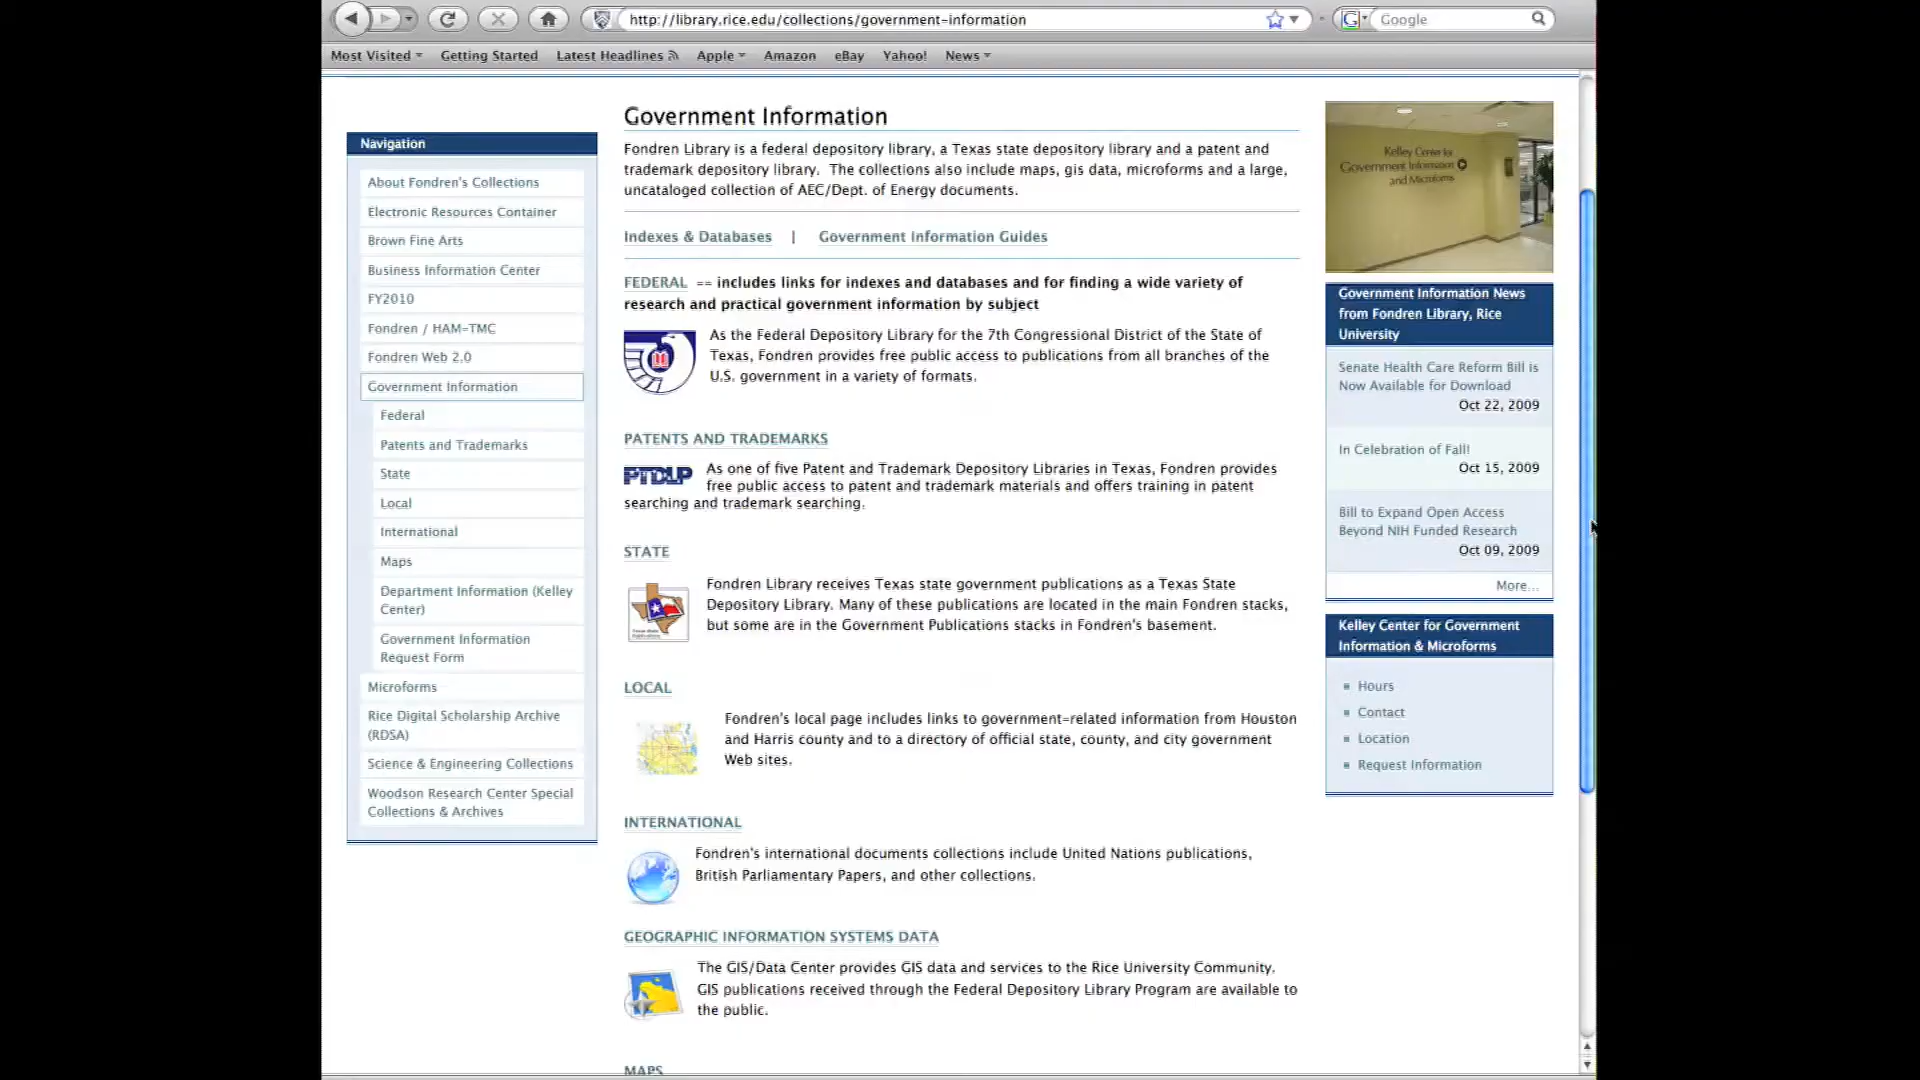 http://library.rice.edu/collections/government-information
Google
Most Visited
Getting Started
Latest Headlines
Apple
Amazon
eBay
Yahoo!
News
Navigation
About Fondren's Collections
Electronic Resources Container
Brown Fine Arts
Business Information Center
FY2010
Fondren / HAM-TMC
Fondren Web 2.0
Government Information
Federal
Patents and Trademarks
State
Local
International
Maps
Department Information (Kelley
Center)
Government Information
Request Form
Microforms
Rice Digital Scholarship Archive
(RDSA)
Science & Engineering Collections
Woodson Research Center Special
Collections & Archives
Government Information
Fondren Library is a federal depository library, a Texas state depository library and a patent and
trademark depository library.  The collections also include maps, gis data, microforms and a large,
uncataloged collection of AEC/Dept. of Energy documents.
Indexes & Databases | Government Information Guides
FEDERAL == includes links for indexes and databases and for finding a wide variety of
research and practical government information by subject
As the Federal Depository Library for the 7th Congressional District of the State of
Texas, Fondren provides free public access to publications from all branches of the
U.S. government in a variety of formats.
PATENTS AND TRADEMARKS
PTDLP
As one of five Patent and Trademark Depository Libraries in Texas, Fondren provides
free public access to patent and trademark materials and offers training in patent
searching and trademark searching.
STATE
Fondren Library receives Texas state government publications as a Texas State
Depository Library. Many of these publications are located in the main Fondren stacks,
but some are in the Government Publications stacks in Fondren's basement.
LOCAL
Fondren's local page includes links to government-related information from Houston
and Harris county and to a directory of official state, county, and city government
Web sites.
INTERNATIONAL
Fondren's international documents collections include United Nations publications,
British Parliamentary Papers, and other collections.
GEOGRAPHIC INFORMATION SYSTEMS DATA
The GIS/Data Center provides GIS data and services to the Rice University Community.
GIS publications received through the Federal Depository Library Program are available to
the public.
MAPS
Kelley Center for
Government Information
and Microforms
Government Information News
from Fondren Library, Rice
University
Senate Health Care Reform Bill is
Now Available for Download
Oct 22, 2009
In Celebration of Fall!
Oct 15, 2009
Bill to Expand Open Access
Beyond NIH Funded Research
Oct 09, 2009
More...
Kelley Center for Government
Information & Microforms
Hours
Contact
Location
Request Information